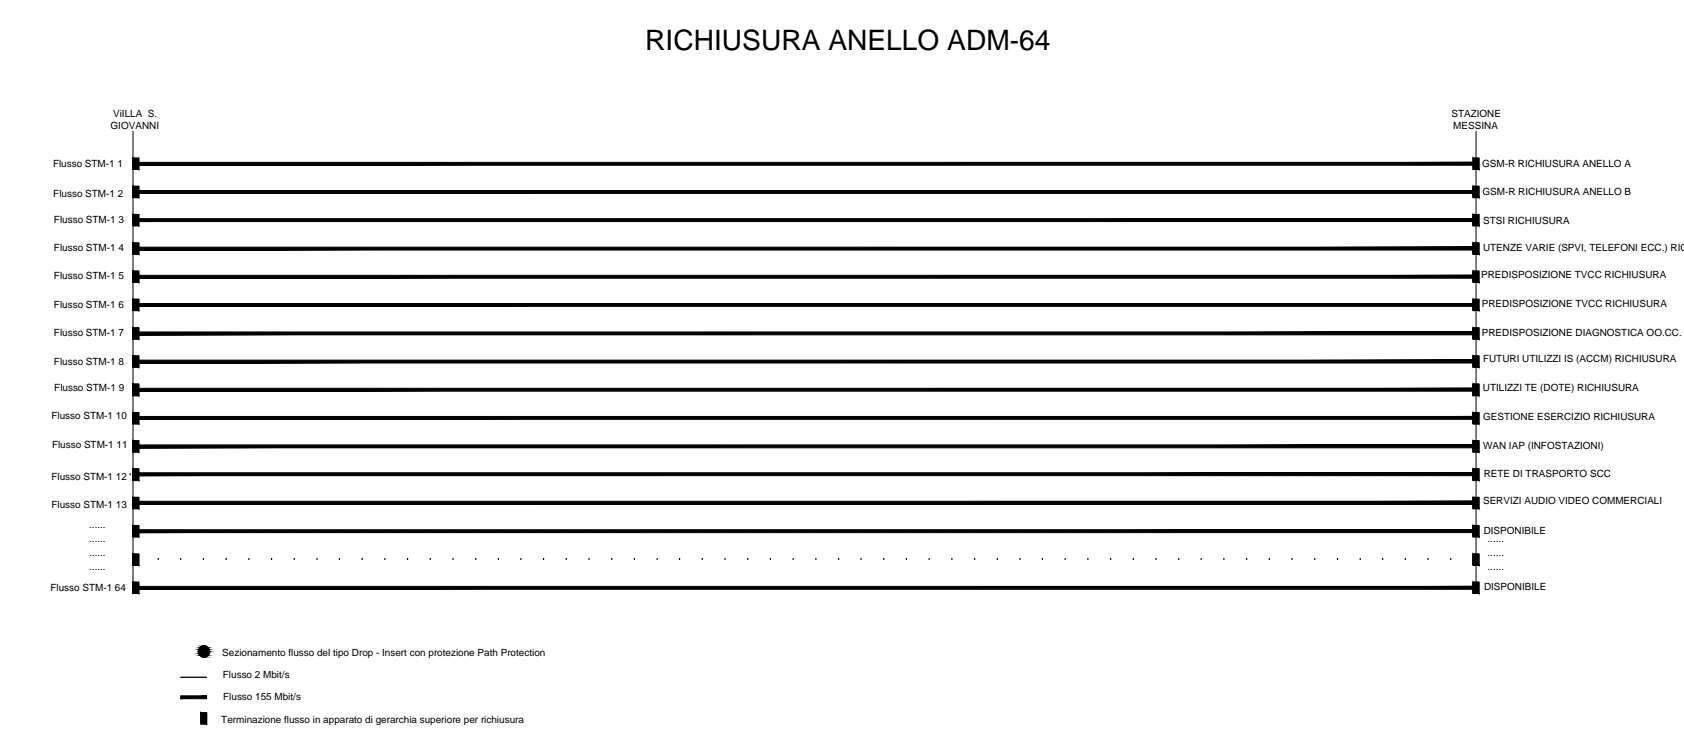 RICHIUSURA ANELLO ADM-64
VilLLA S.
GIOVANNI
STAZIONE
MESSINA
Flusso STM-1 1
GSM-R RICHIUSURA ANELLO A
Flusso STM-1 2
GSM-R RICHIUSURA ANELLO B
Flusso STM-1 3
STSI RICHIUSURA
Flusso STM-1 4
UTENZE VARIE (SPVI, TELEFONI ECC.)
Flusso STM-1 5
PREDISPOSIZIONE TVCC RICHIUSURA
Flusso STM-1 6
PREDISPOSIZIONE TVCC RICHIUSURA
Flusso STM-1 7
PREDISPOSIZIONE DIAGNOSTICA OO.CC.
Flusso STM-1 8
FUTURI UTILIZZI IS (ACCM) RICHIUSURA
Flusso STM-1 9
UTILIZZI TE (DOTE) RICHIUSURA
Flusso STM-1 10
GESTIONE ESERCIZIO RICHIUSURA
Flusso STM-1 11
WAN IAP (INFOSTAZIONI)
Flusso STM-1 12
RETE DI TRASPORTO SCC
Flusso STM-1 13
SERVIZI AUDIO VIDEO COMMERCIALI
......
DISPONIBILE
......
......
......
......
......
......
Flusso STM-1 64
DISPONIBILE
Sezionamento flusso del tipo Drop - Insert con protezione Path Protection
Flusso 2 Mbit/s
Flusso 155 Mbit/s
Terminazione flusso in apparato di gerarchia superiore per richiusura